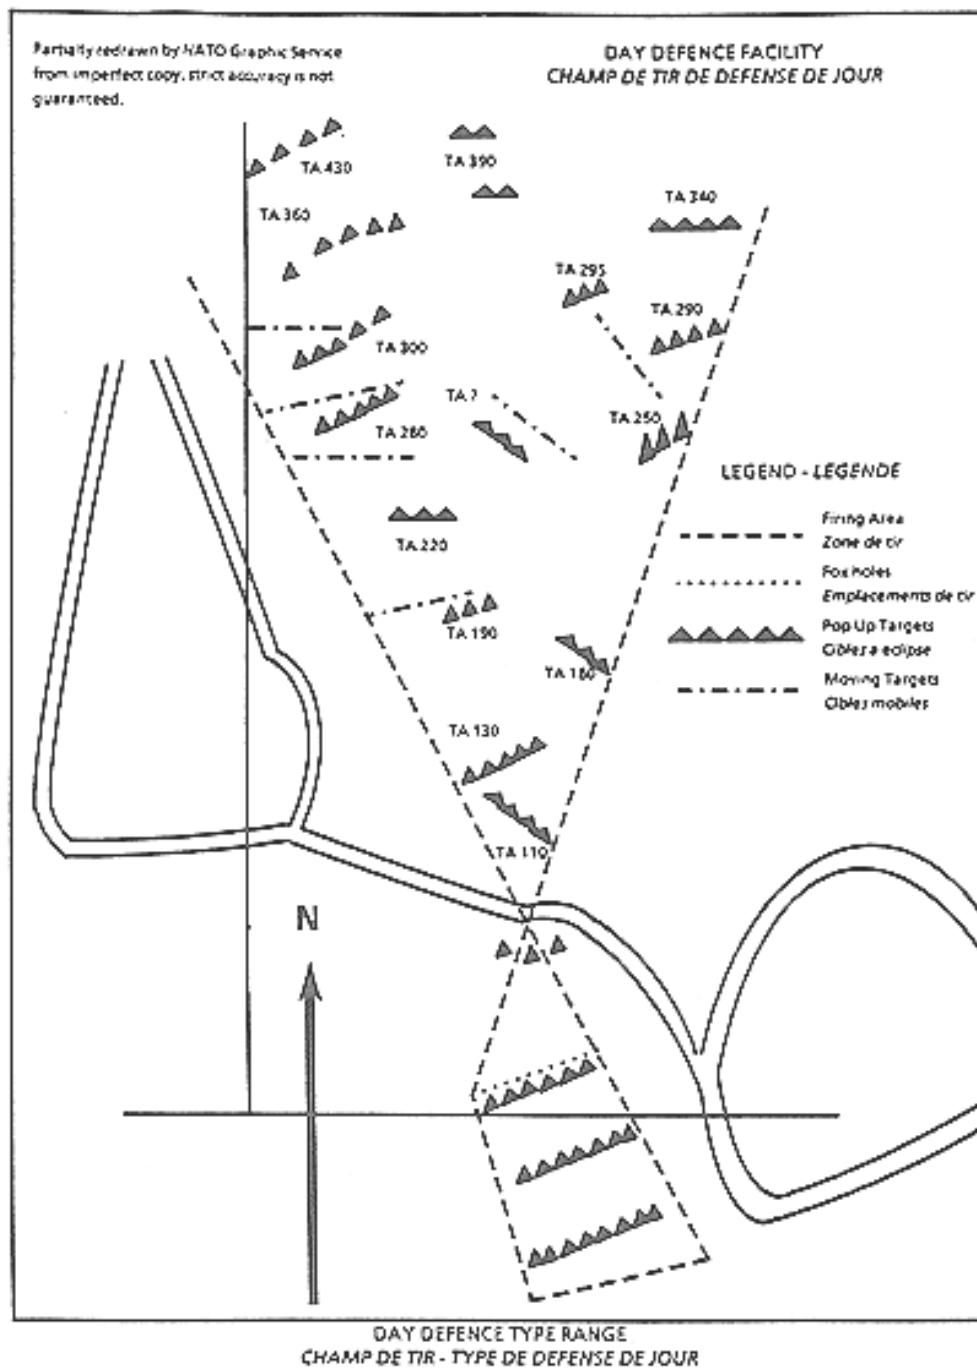 Partially redrawn by NATO Graphic Service
from imperfect copy, strict accuracy is not
guaranteed.
DAY DEFENCE FACILITY
CHAMP DE TIR DE DEFENSE DE JOUR
TA 430
TA 390
TA 360
TA 340
TA 295
TA 290
TA 300
TA ?
TA 250
TA 280
LEGEND - LEGENDE
Firing Area
Zone de tir
TA 220
Fox holes
Emplacements de tir
Pop Up Targets
Cibles a eclipse
TA 190
TA 180
Moving Targets
Cibles mobiles
TA 130
TA 110
N
DAY DEFENCE TYPE RANGE
CHAMP DE TIR - TYPE DE DEFENSE DE JOUR